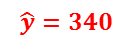 ŷ = 340